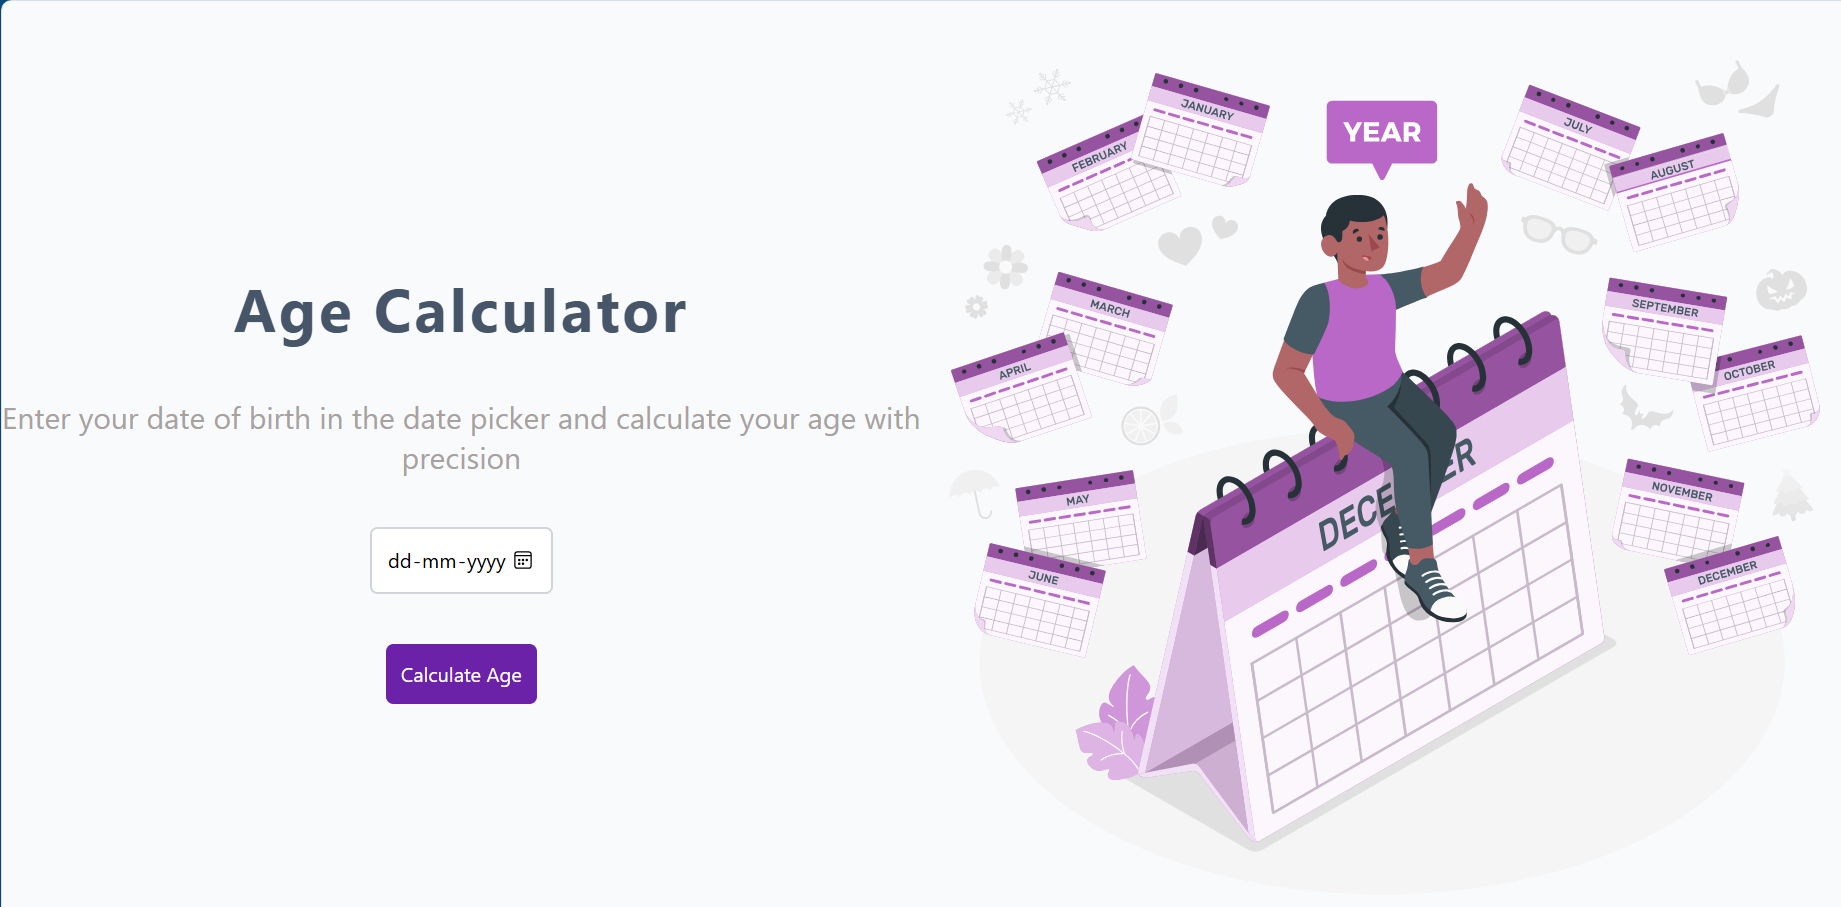 Age Calculator
Enter your date of birth in the date picker and calculate your age with
precision
dd-mm-yyyy
Calculate Age
YEAR
JANUARY
FEBRUARY
MARCH
APRIL
MAY
JUNE
JULY
AUGUST
SEPTEMBER
OCTOBER
NOVEMBER
DECEMBER
DECE ER